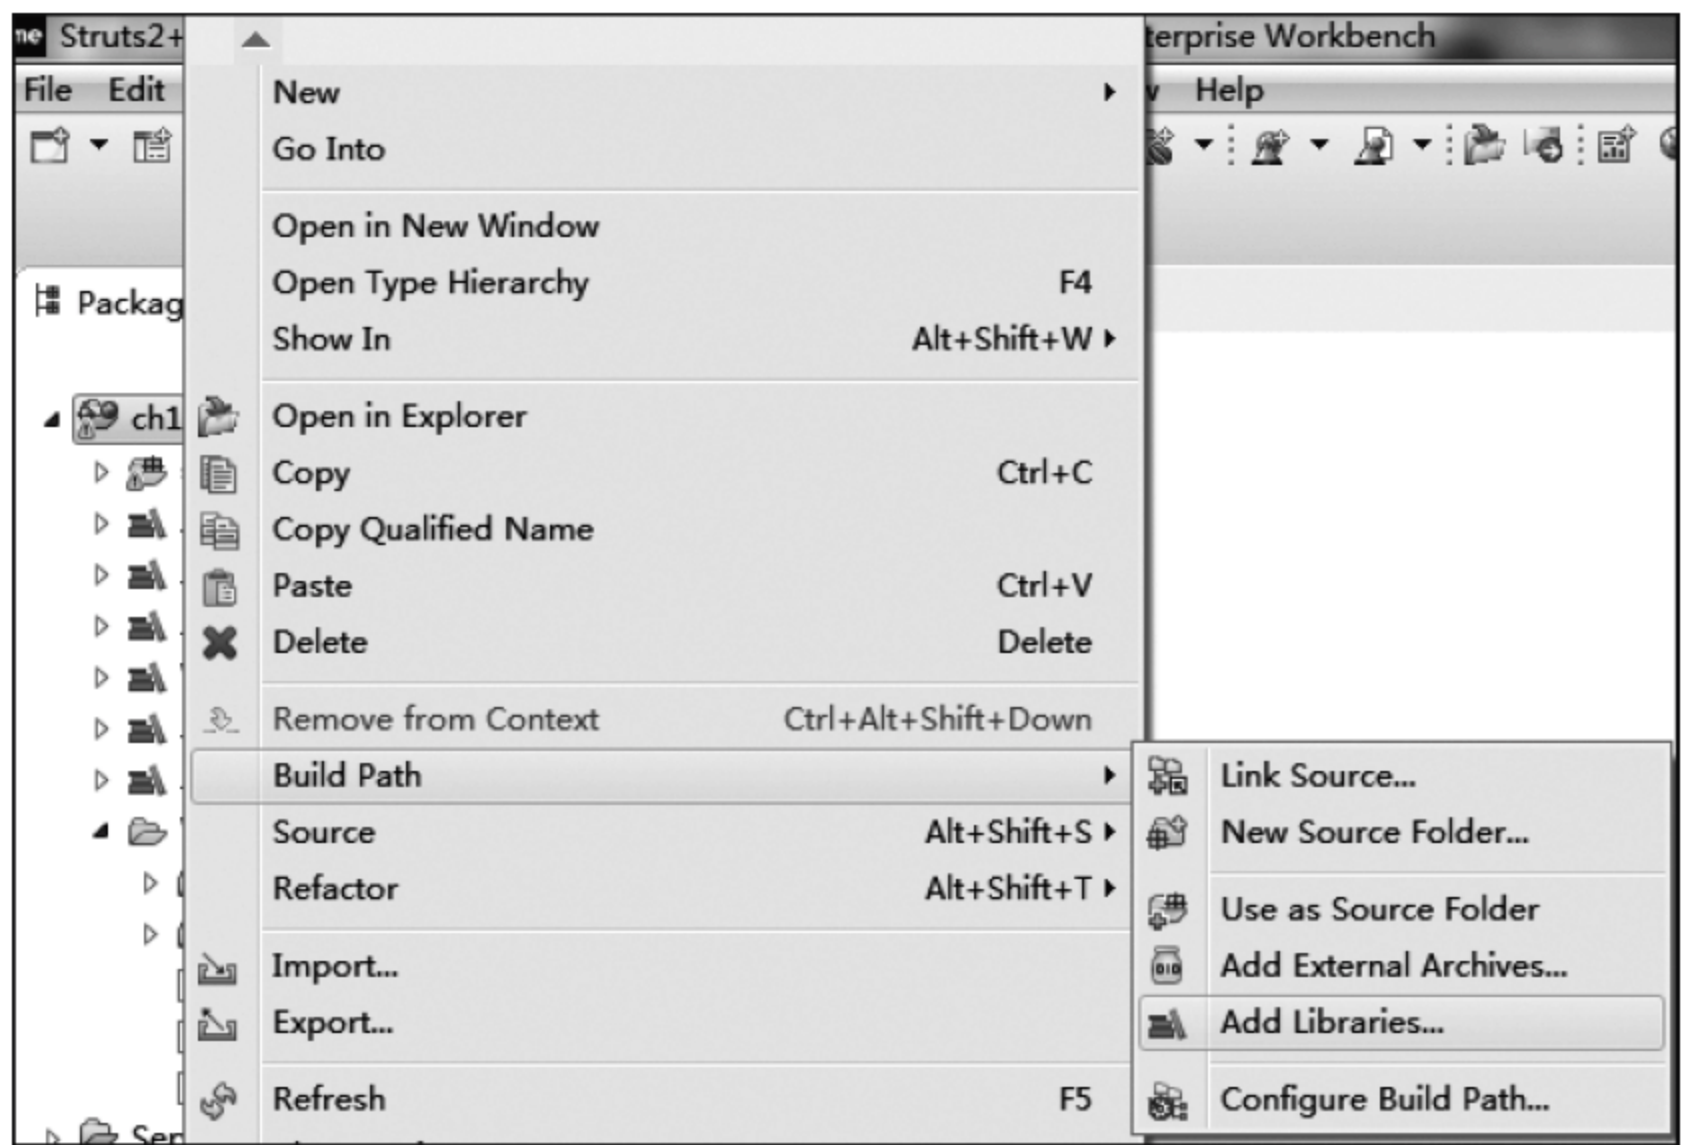 me Struts2+ terprise Workbench
File Edit Help
New
Go Into
Open in New Window
Open Type Hierarchy F4
Packag
Show In Alt+Shift+W
ch1 Open in Explorer
Copy Ctrl+C
Copy Qualified Name
Paste Ctrl+V
Delete Delete
Remove from Context Ctrl+Alt+Shift+Down
Build Path
Link Source...
Source Alt+Shift+S
New Source Folder...
Refactor Alt+Shift+T
Use as Source Folder
Import...
Add External Archives...
Export...
Add Libraries...
Refresh F5
Configure Build Path...
Ser